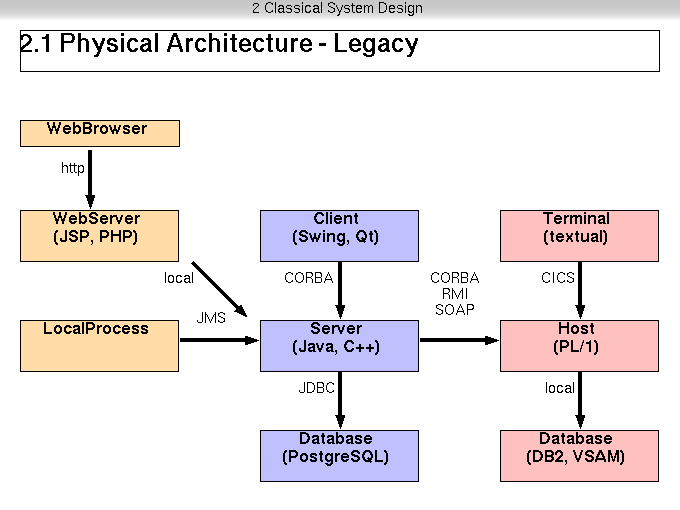 2 Classical System Design
2.1 Physical Architecture - Legacy
WebBrowser
http
WebServer
(JSP, PHP)
Client
(Swing, Qt)
Terminal
(textual)
local
CORBA
CORBA
RMI
SOAP
CICS
JMS
LocalProcess
Server
(Java, C++)
Host
(PL/1)
JDBC
local
Database
(PostgreSQL)
Database
(DB2, VSAM)